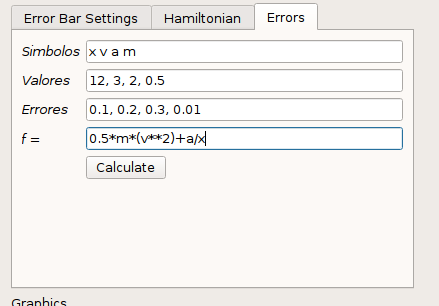 Error Bar Settings Hamiltonian Errors
Simbolos x v a m
Valores 12, 3, 2, 0.5
Errores 0.1, 0.2, 0.3, 0.01
f = 0.5*m*(v**2)+a/x
Calculate
Graphics